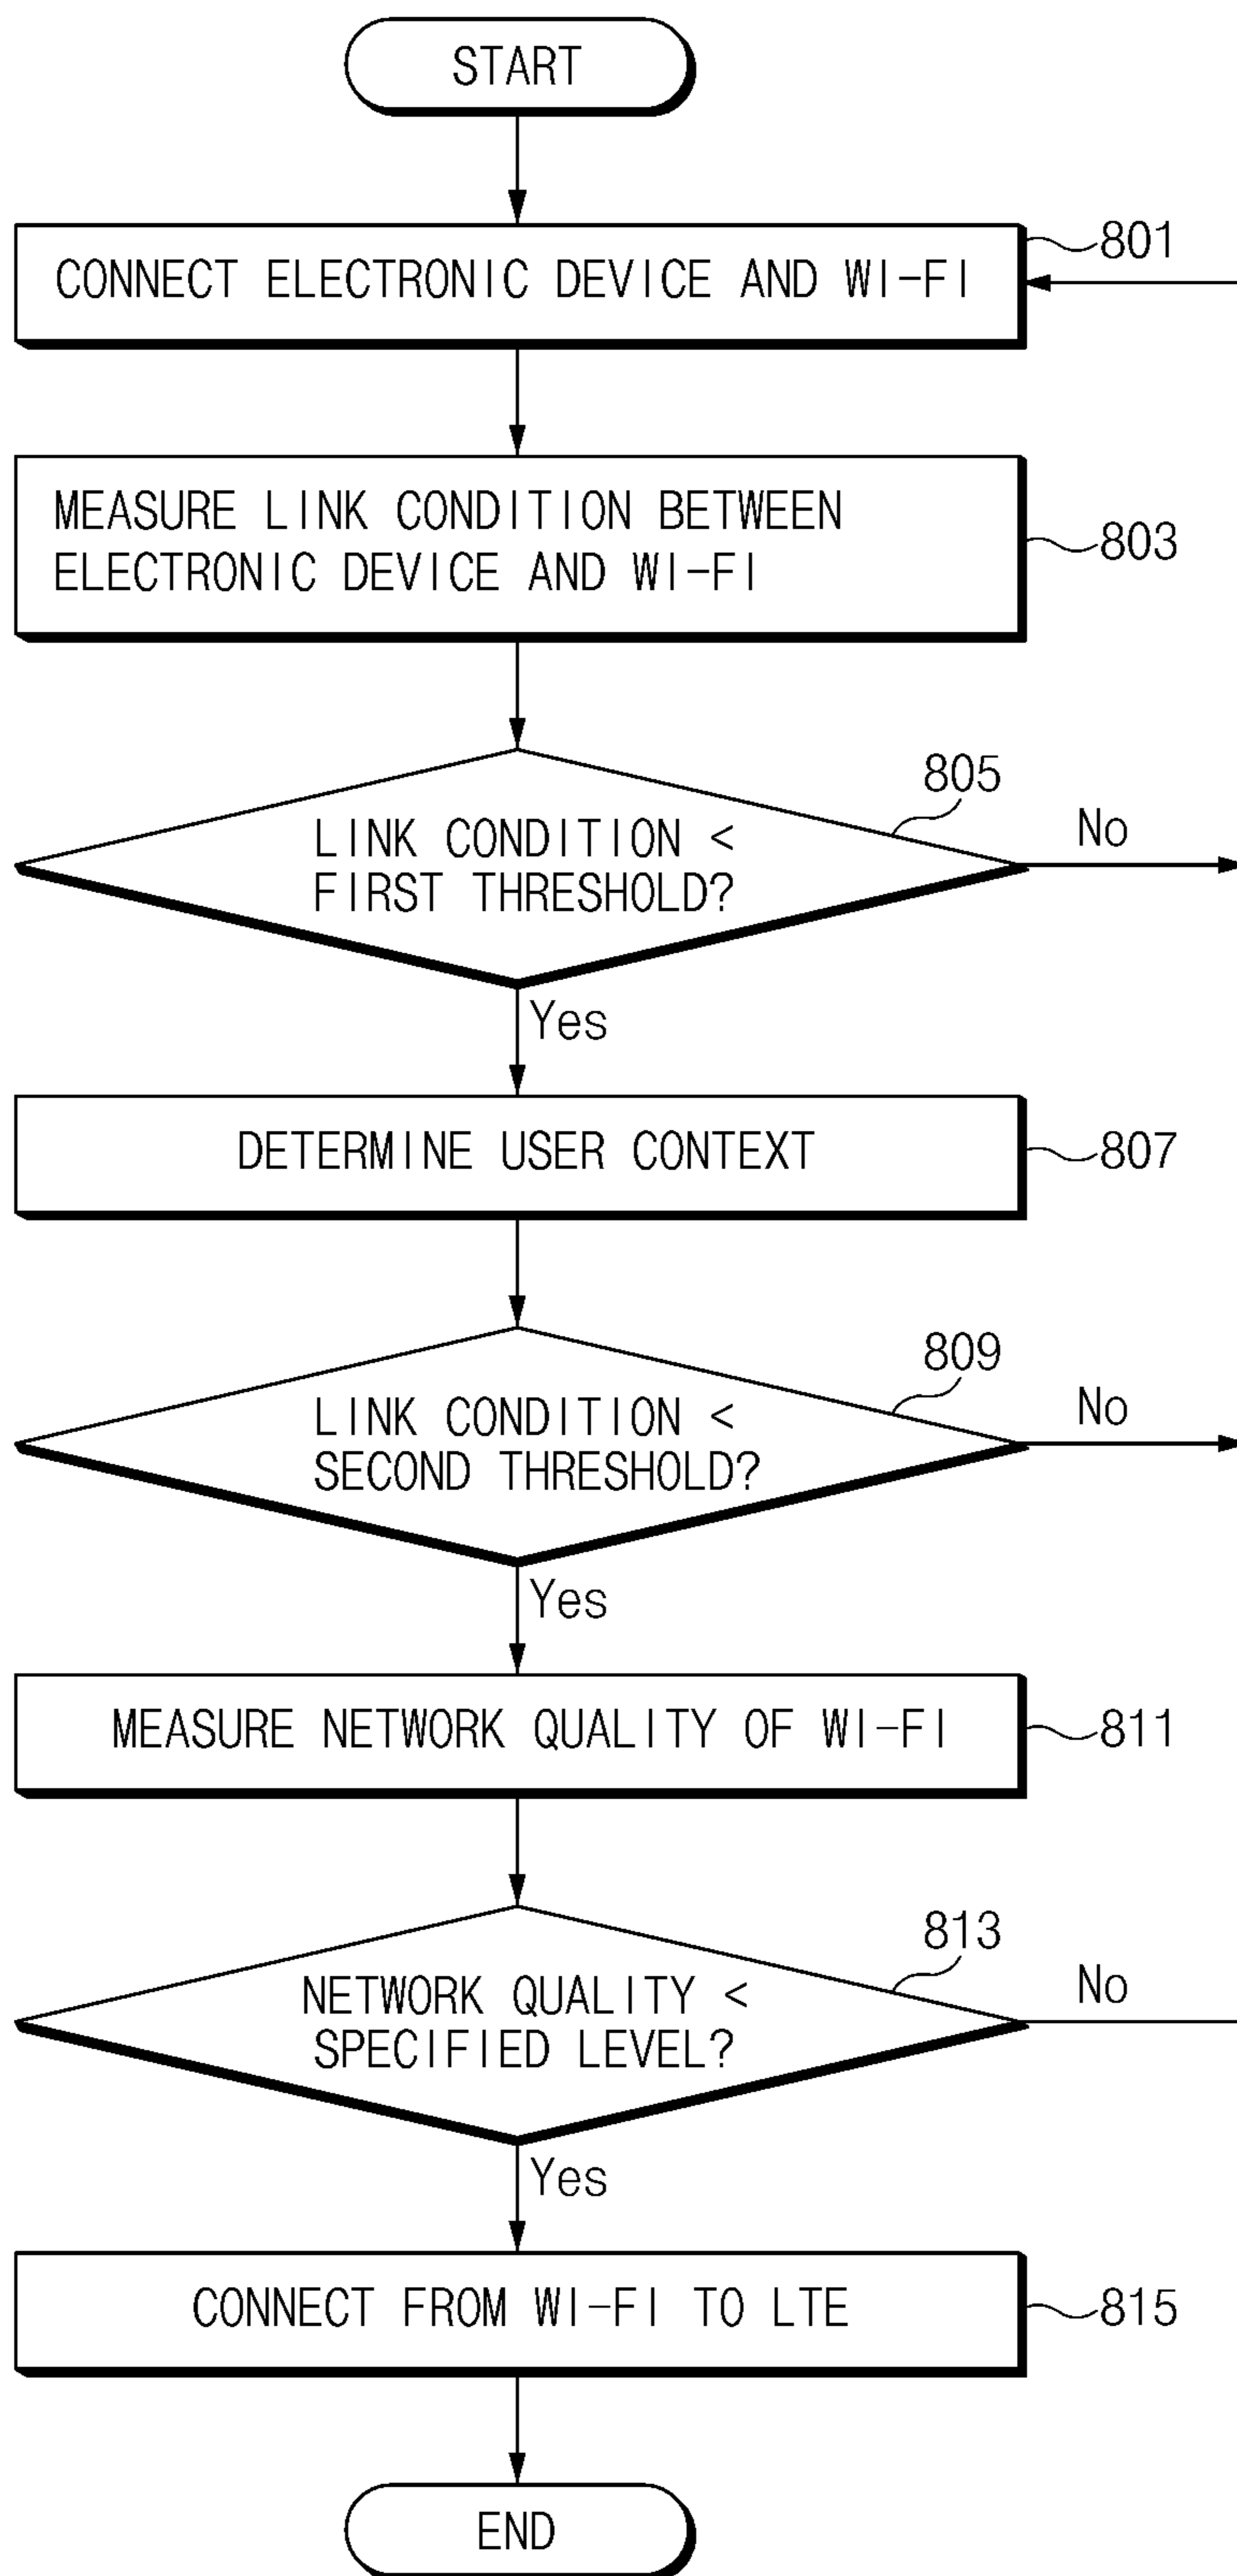 START
CONNECT ELECTRONIC DEVICE AND WI-FI
801
MEASURE LINK CONDITION BETWEEN
ELECTRONIC DEVICE AND WI-FI
803
805
LINK CONDITION <
FIRST THRESHOLD?
No
Yes
DETERMINE USER CONTEXT
807
809
LINK CONDITION <
SECOND THRESHOLD?
No
Yes
MEASURE NETWORK QUALITY OF WI-FI
811
813
NETWORK QUALITY <
SPECIFIED LEVEL?
No
Yes
CONNECT FROM WI-FI TO LTE
815
END